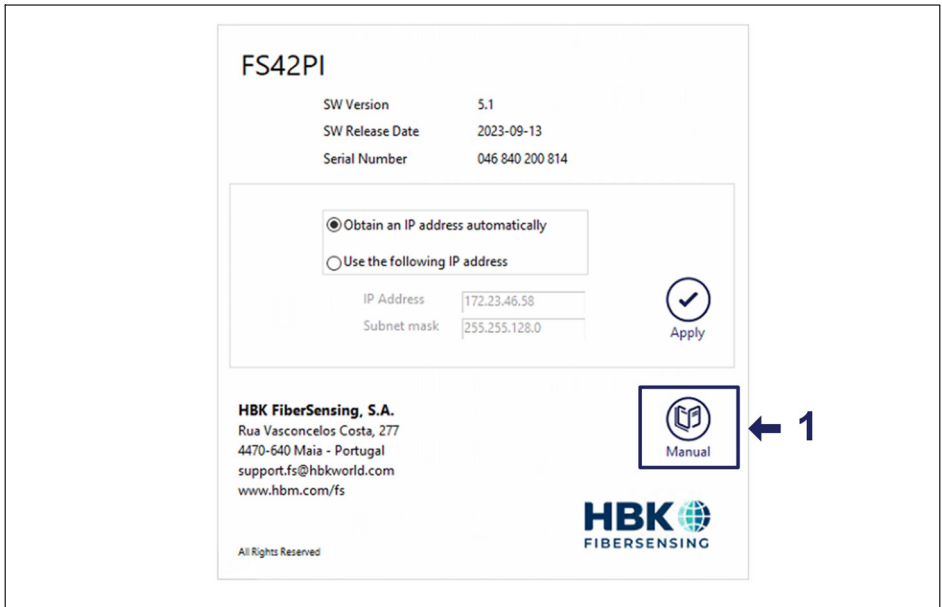 FS42PI
SW Version 5.1
SW Release Date 2023-09-13
Serial Number 046 840 200 814
Obtain an IP address automatically
Use the following IP address
IP Address 172.23.46.58
Subnet mask 255.255.128.0
Apply
HBK FiberSensing, S.A.
Rua Vasconcelos Costa, 277
4470-640 Maia - Portugal
support.fs@hbkworld.com
www.hbm.com/fs
Manual
1
HBK
FIBERSENSING
All Rights Reserved